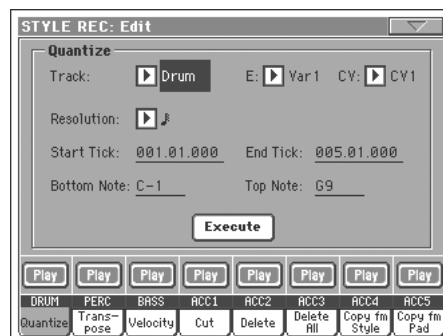 STYLE REC: Edit
Quantize
Track: Drum E: Var1 CV: CV1
Resolution:
Start Tick: 001.01.000 End Tick: 005.01.000
Bottom Note: C-1 Top Note: G9
Execute
Play Play Play Play Play Play Play Play
DRUM PERC BASS ACC1 ACC2 ACC3 ACC4 ACC5
Quantize Trans-pose Velocity Cut Delete Delete All Copy fm Style Copy fm Pad